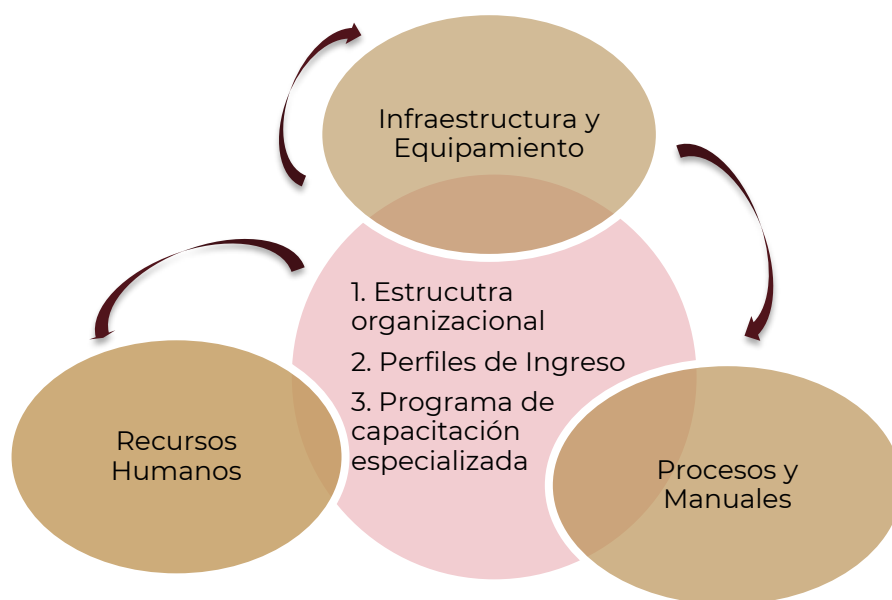 Infraestructura y
Equipamiento
1. Estrucutra
organizacional
2. Perfiles de Ingreso
3. Programa de
capacitación
especializada
Recursos
Humanos
Procesos y
Manuales